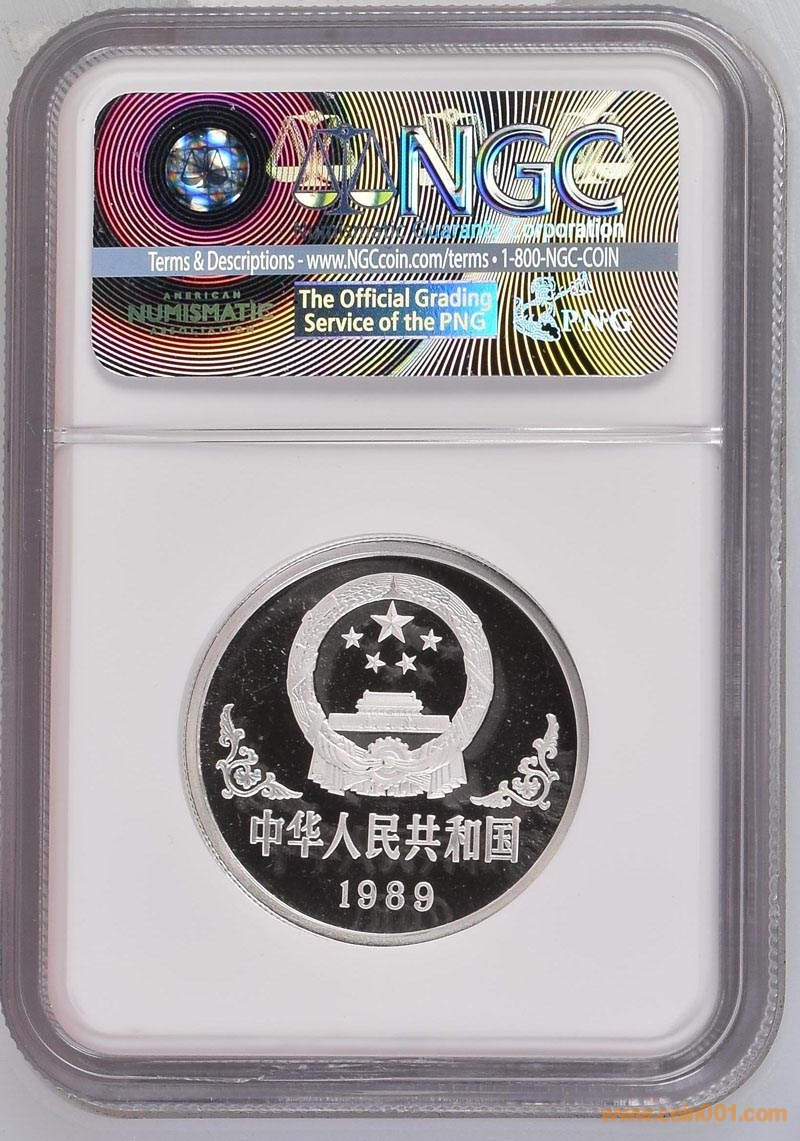 NGC
Numismatic Guaranty Corporation
Terms & Descriptions - www.NGCcoin.com/terms • 1-800-NGC-COIN
AMERICAN
NUMISMATIC
ASSOCIATION
The Official Grading
Service of the PNG
PNG
中华人民共和国
1989
www.coin001.com